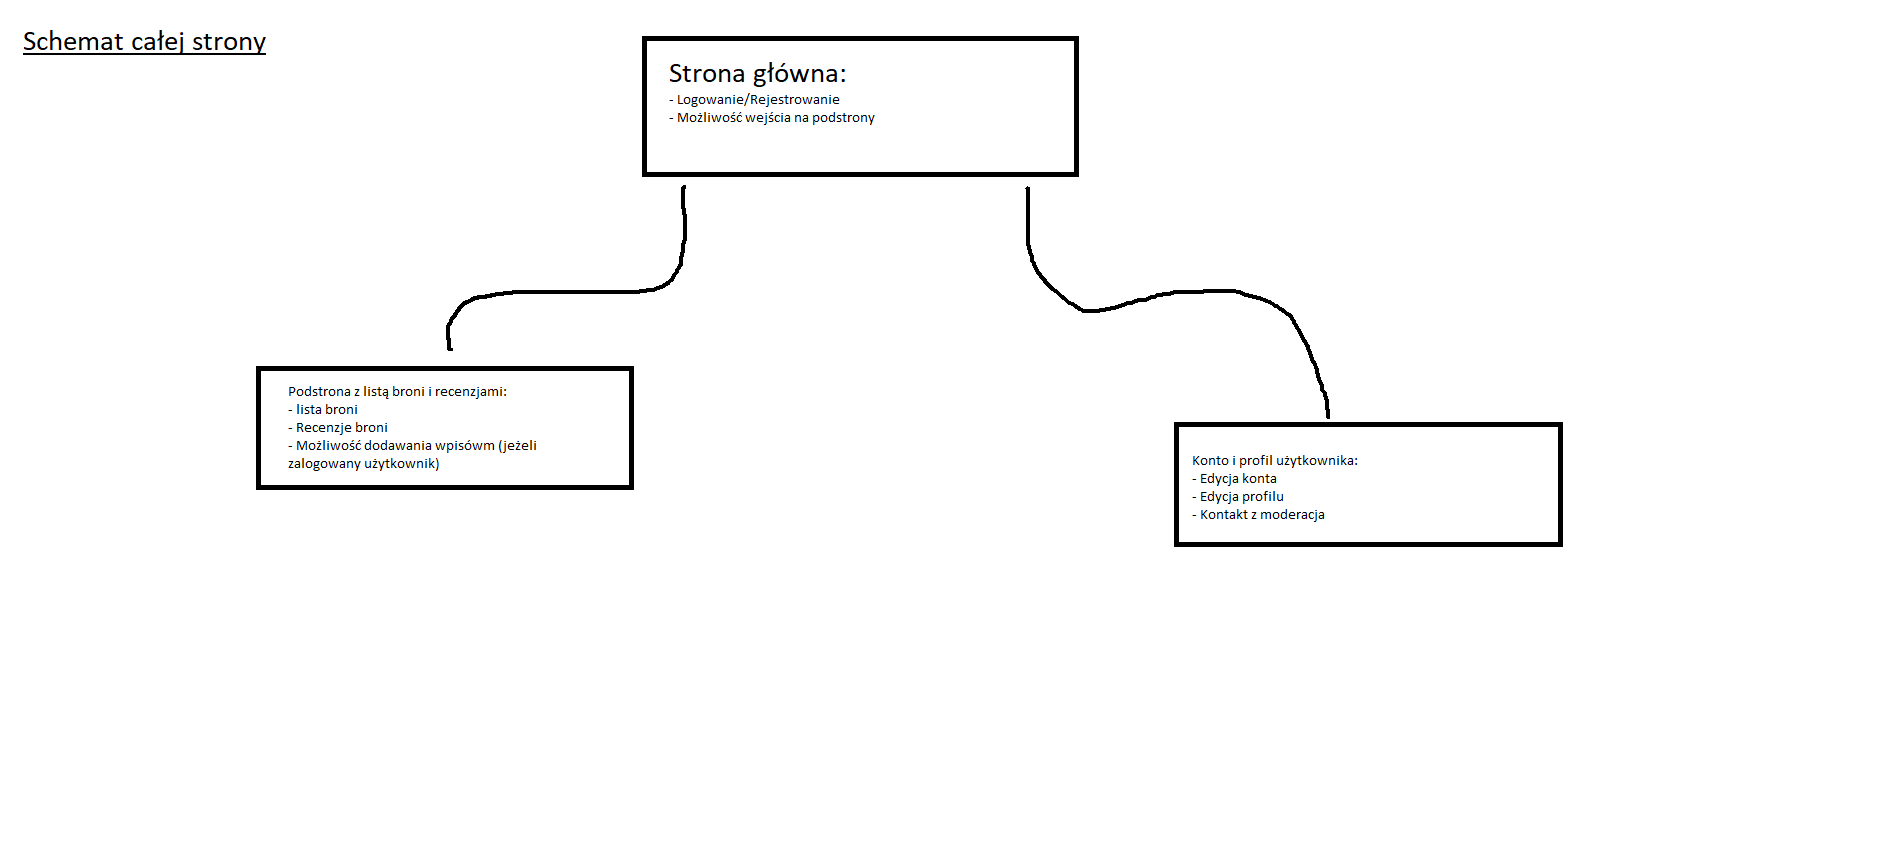 Schemat całej strony
Strona główna:
- Logowanie/Rejestrowanie
- Możliwość wejścia na podstrony
Podstrona z listą broni i recenzjami:
- lista broni
- Recenzje broni
- Możliwość dodawania wpisówm (jeżeli
zalogowany użytkownik)
Konto i profil użytkownika:
- Edycja konta
- Edycja profilu
- Kontakt z moderacja